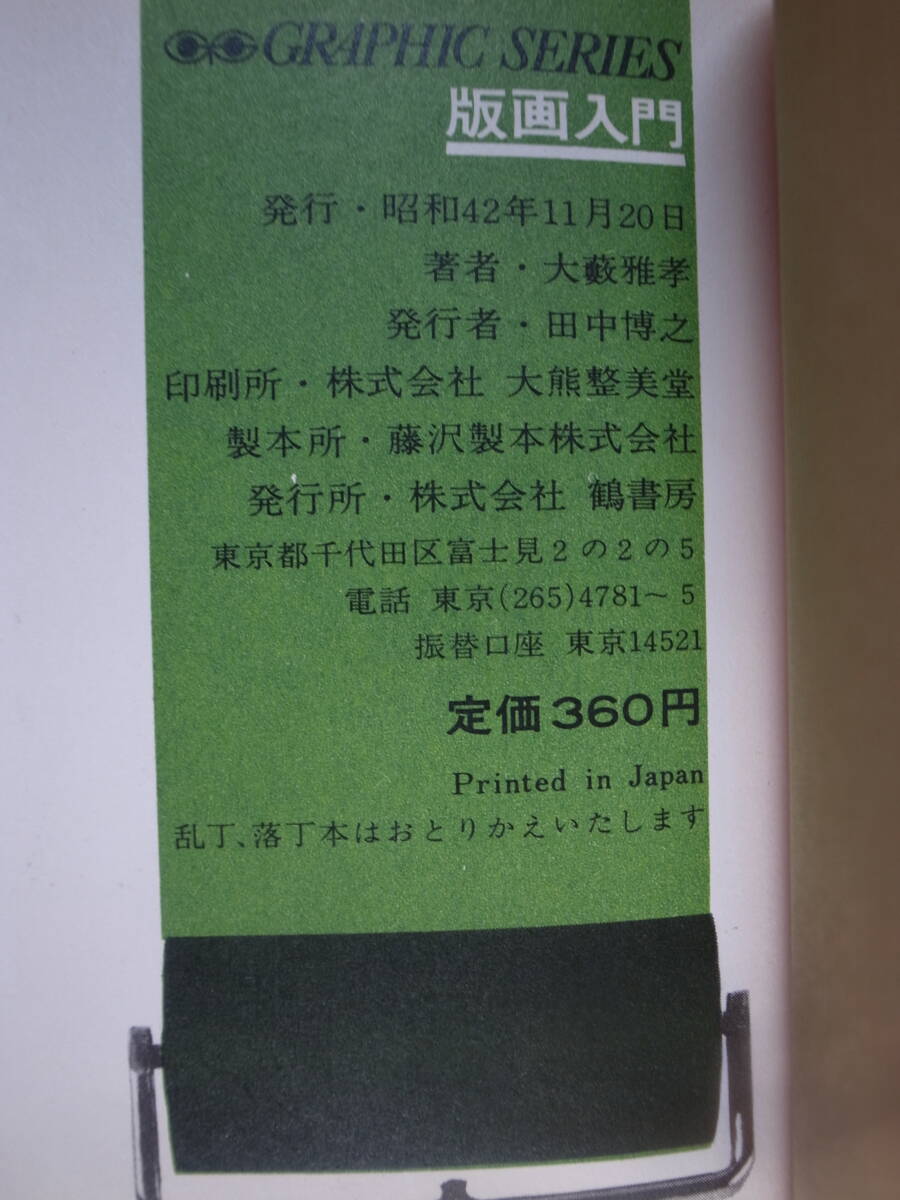 GRAPHIC SERIES
版画入門
発行・昭和42年11月20日
著者・大藪雅孝
発行者・田中博之
印刷所・株式会社 大熊整美堂
製本所・藤沢製本株式会社
発行所・株式会社 鶴書房
東京都千代田区富士見2の2の5
電話 東京(265)4781〜5
振替口座 東京14521
定価360円
Printed in Japan
乱丁、落丁本はおとりかえいたします